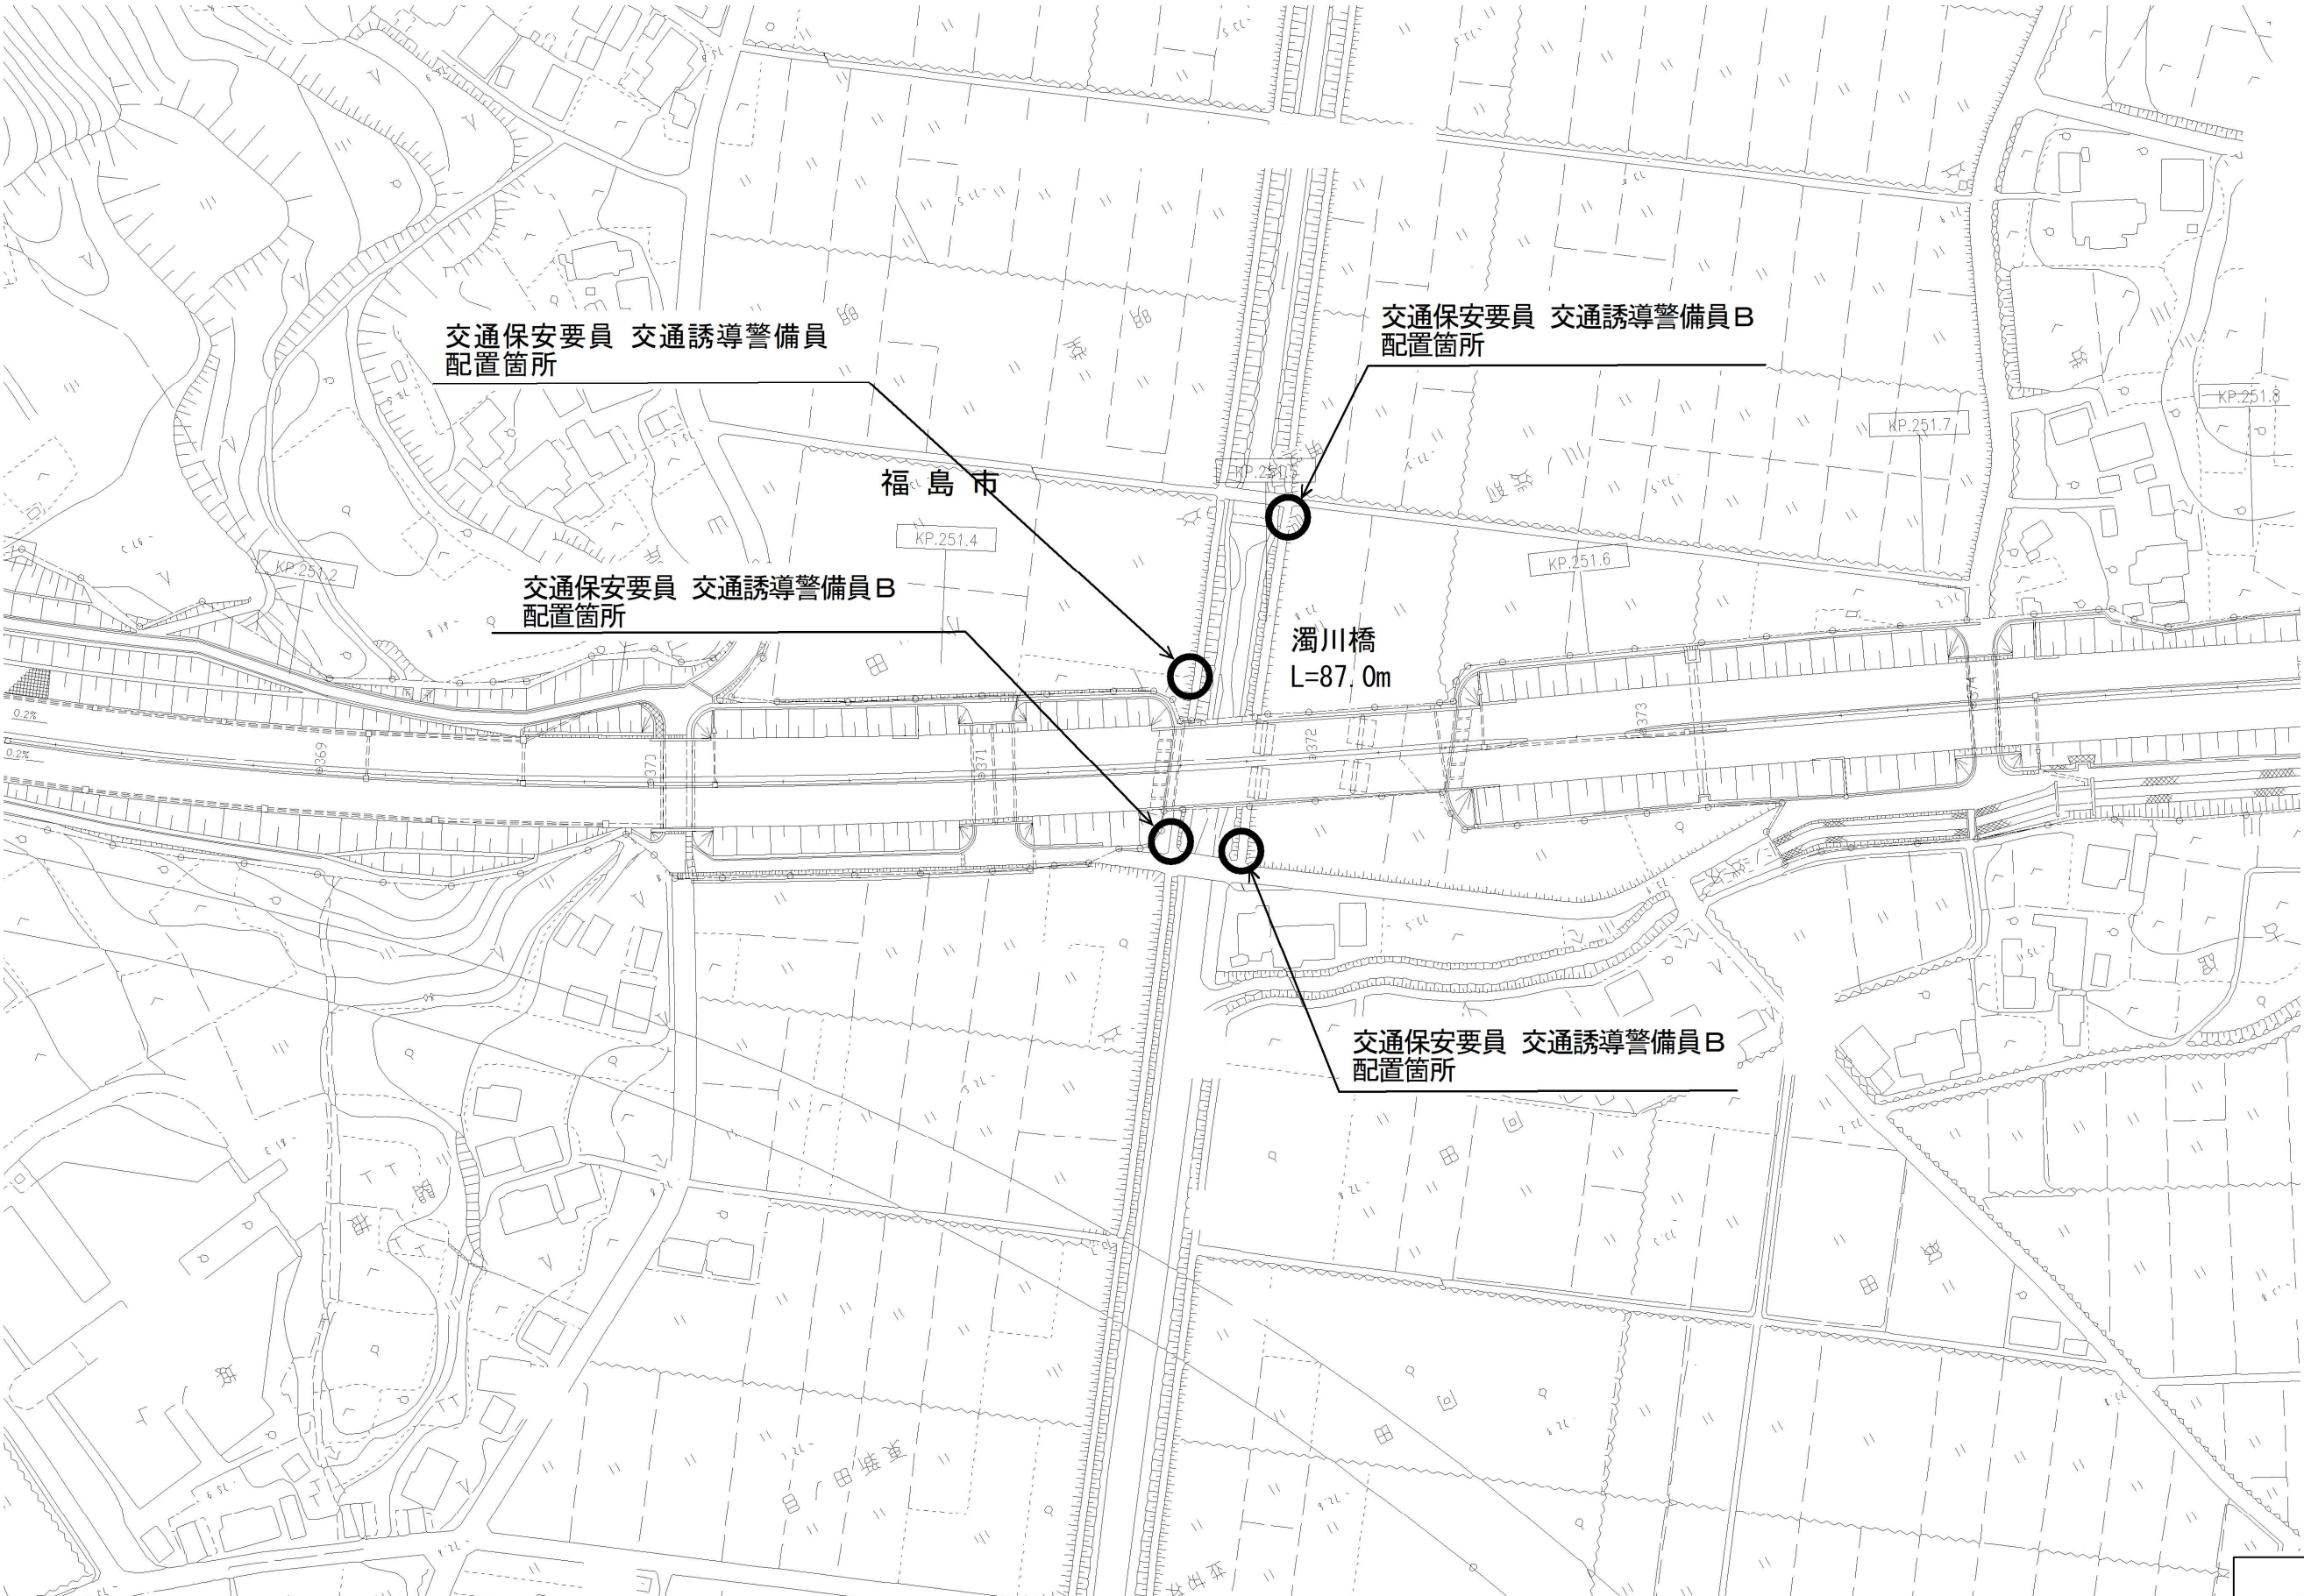 交通保安要員 交通誘導警備員B
配置箇所
交通保安要員 交通誘導警備員
配置箇所
KP.251.8
KP.251.7
福島市
KP.251.5
KP.251.4
KP.251.6
KP.251.2
交通保安要員 交通誘導警備員B
配置箇所
濁川橋
L=87.0m
0.2%
0.2%
369
373
371
372
373
374
交通保安要員 交通誘導警備員B
配置箇所